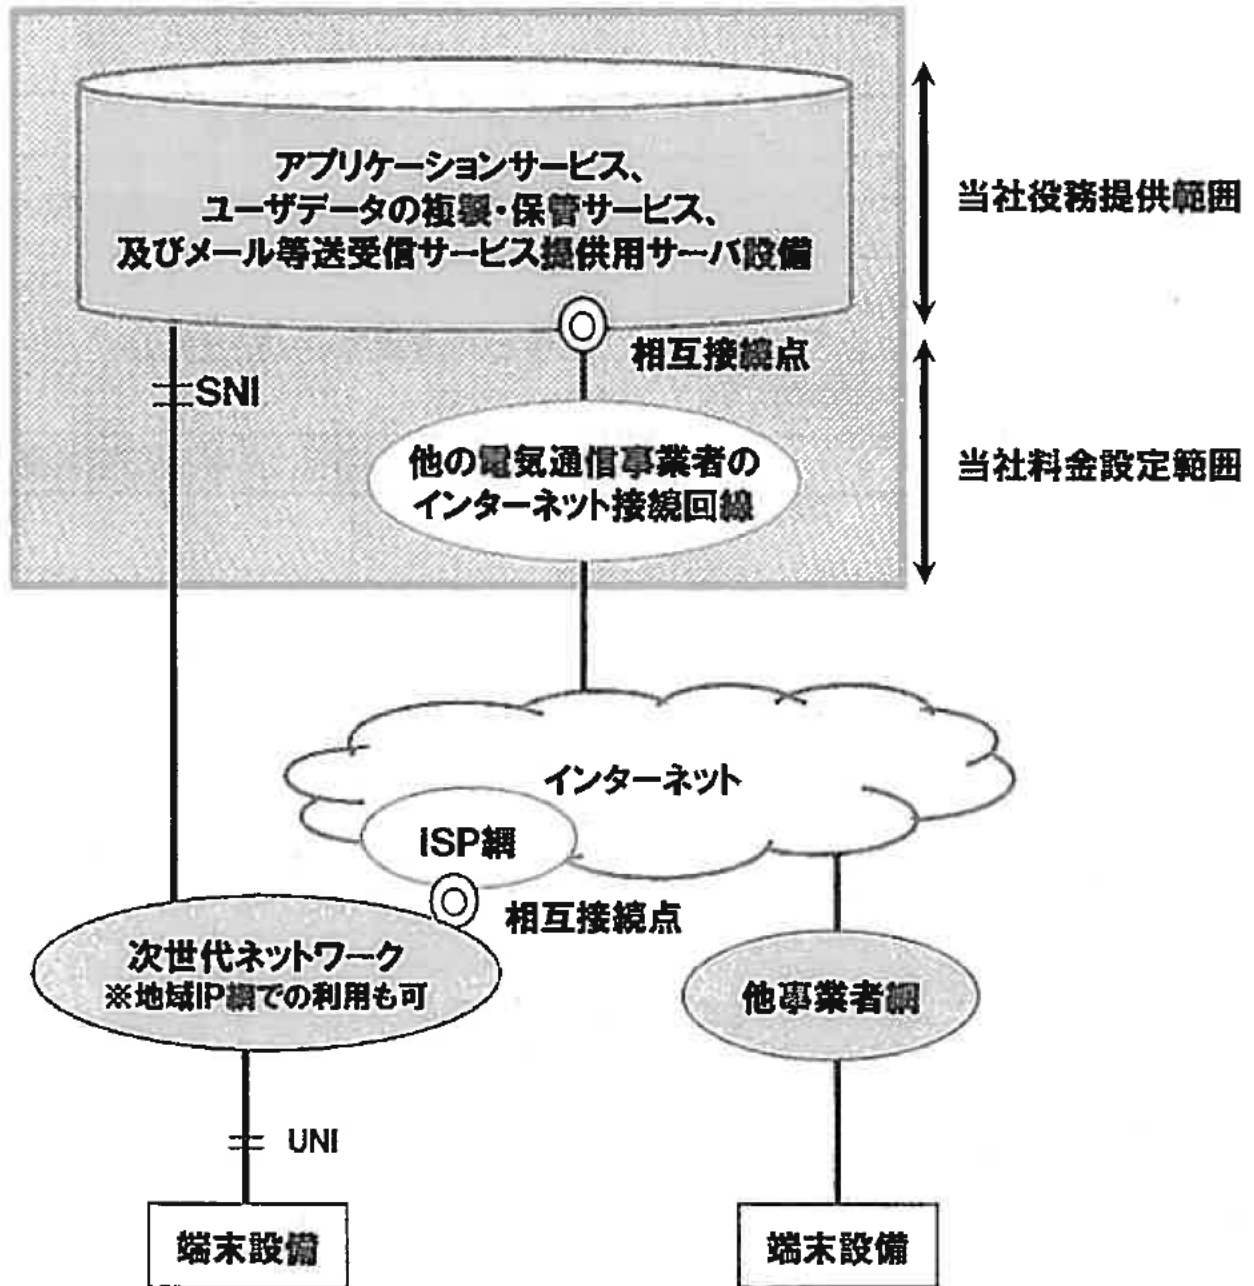 アプリケーションサービス、
ユーザデータの複製・保管サービス、
及びメール等送受信サービス提供用サーバ設備
当社役務提供範囲
相互接続点
SNI
他の電気通信事業者の
インターネット接続回線
当社料金設定範囲
インターネット
ISP網
相互接続点
次世代ネットワーク
※地域IP網での利用も可
他事業者網
UNI
端末設備
端末設備